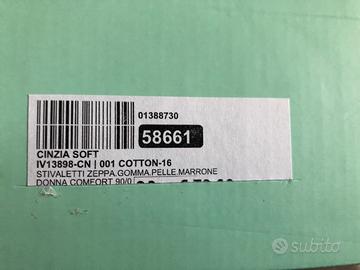 01388730
58661
CINZIA SOFT
IV13898-CN | 001 COTTON-16
STIVALETTI ZEPPA.GOMMA.PELLE.MARRONE
DONNA COMFORT 90/0
subito